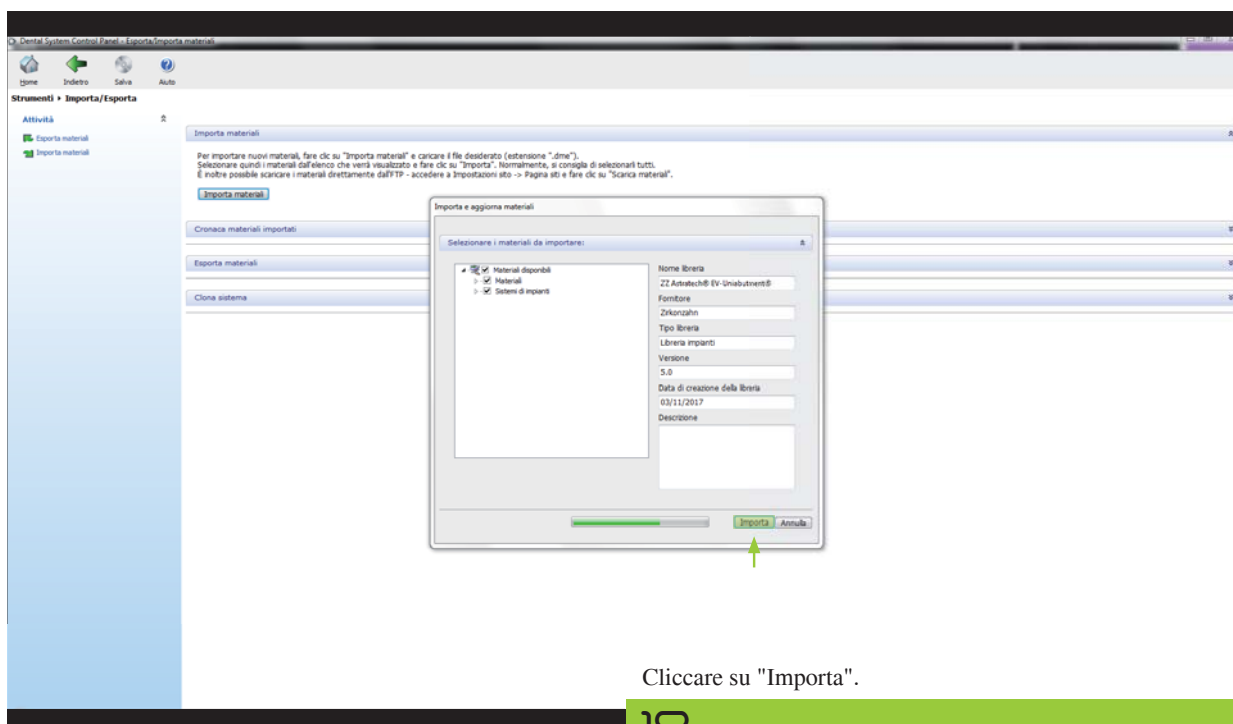 Dental System Control Panel - Esporta/Importa materiali
Home Indietro Salva Aiuto
Strumenti ▸ Importa/Esporta
Attività
Esporta materiali
Importa materiali
Importa materiali
Per importare nuovi materiali, fare clic su "Importa materiali" e caricare il file desiderato (estensione ".dme").
Selezionare quindi i materiali dall'elenco che verrà visualizzato e fare clic su "Importa". Normalmente, si consiglia di selezionarli tutti.
È inoltre possibile scaricare i materiali direttamente dall'FTP - accedere a Impostazioni sito -> Pagina siti e fare clic su "Scarica materiali".
Importa materiali
Cronaca materiali importati
Esporta materiali
Clona sistema
Importa e aggiorna materiali
Selezionare i materiali da importare:
Materiali disponibili
Materiali
Sistemi di impianti
Nome libreria
ZZ Astratech® EV-Uniabutment®
Fornitore
Zirkonzahn
Tipo libreria
Libreria impianti
Versione
5.0
Data di creazione della libreria
03/11/2017
Descrizione
Importa Annulla
Cliccare su "Importa".